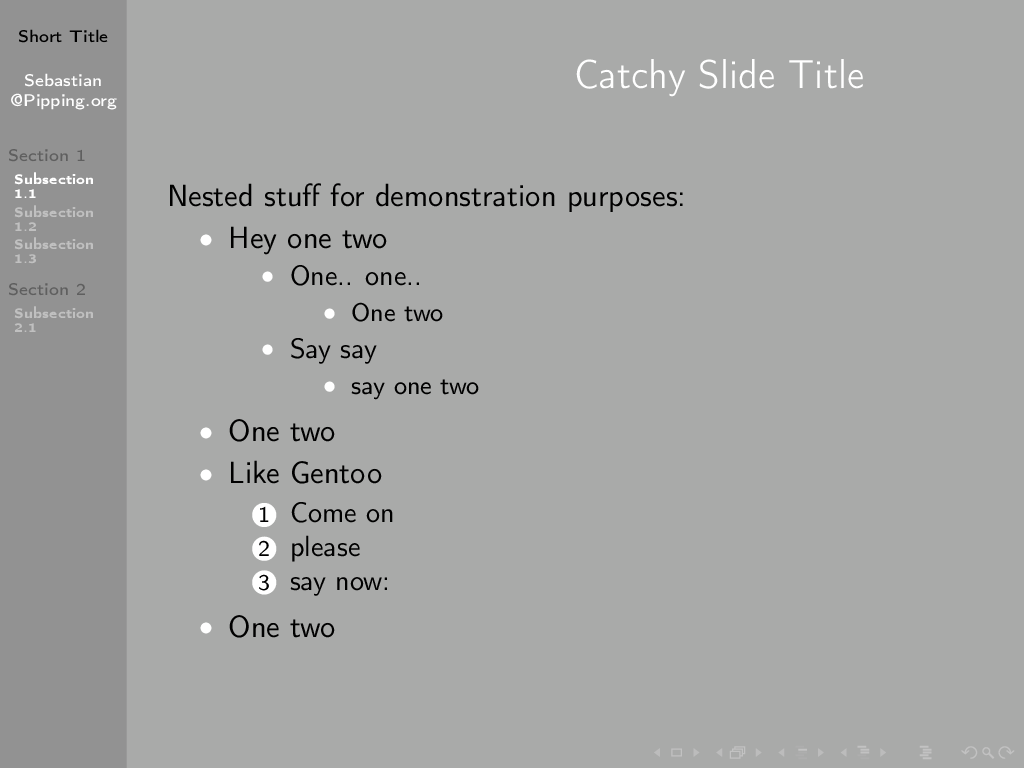 Short Title
Sebastian
@Pipping.org
Section 1
Subsection
1.1
Subsection
1.2
Subsection
1.3
Section 2
Subsection
2.1
Catchy Slide Title
Nested stuff for demonstration purposes:
Hey one two
One.. one..
One two
Say say
say one two
One two
Like Gentoo
1 Come on
2 please
3 say now:
One two